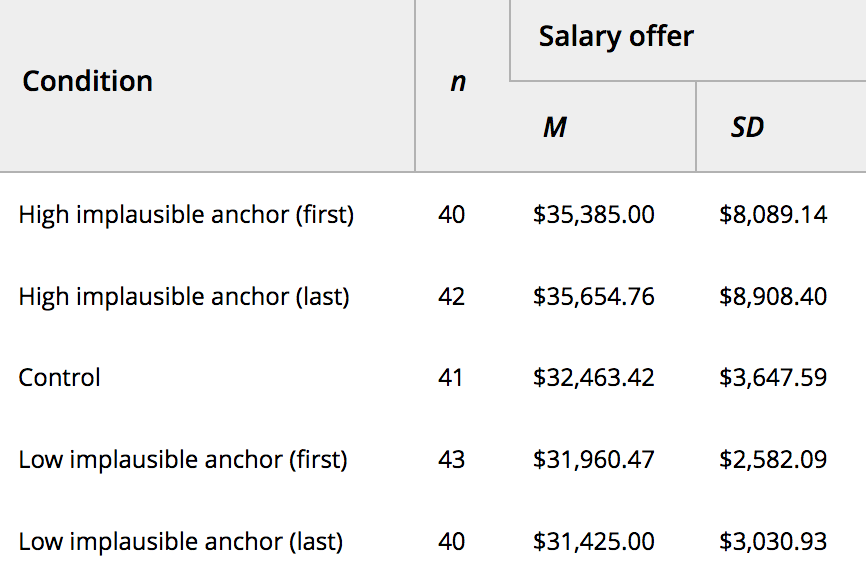 Salary offer
Condition n
M SD
High implausible anchor (first) 40 $35,385.00 $8,089.14
High implausible anchor (last) 42 $35,654.76 $8,908.40
Control 41 $32,463.42 $3,647.59
Low implausible anchor (first) 43 $31,960.47 $2,582.09
Low implausible anchor (last) 40 $31,425.00 $3,030.93